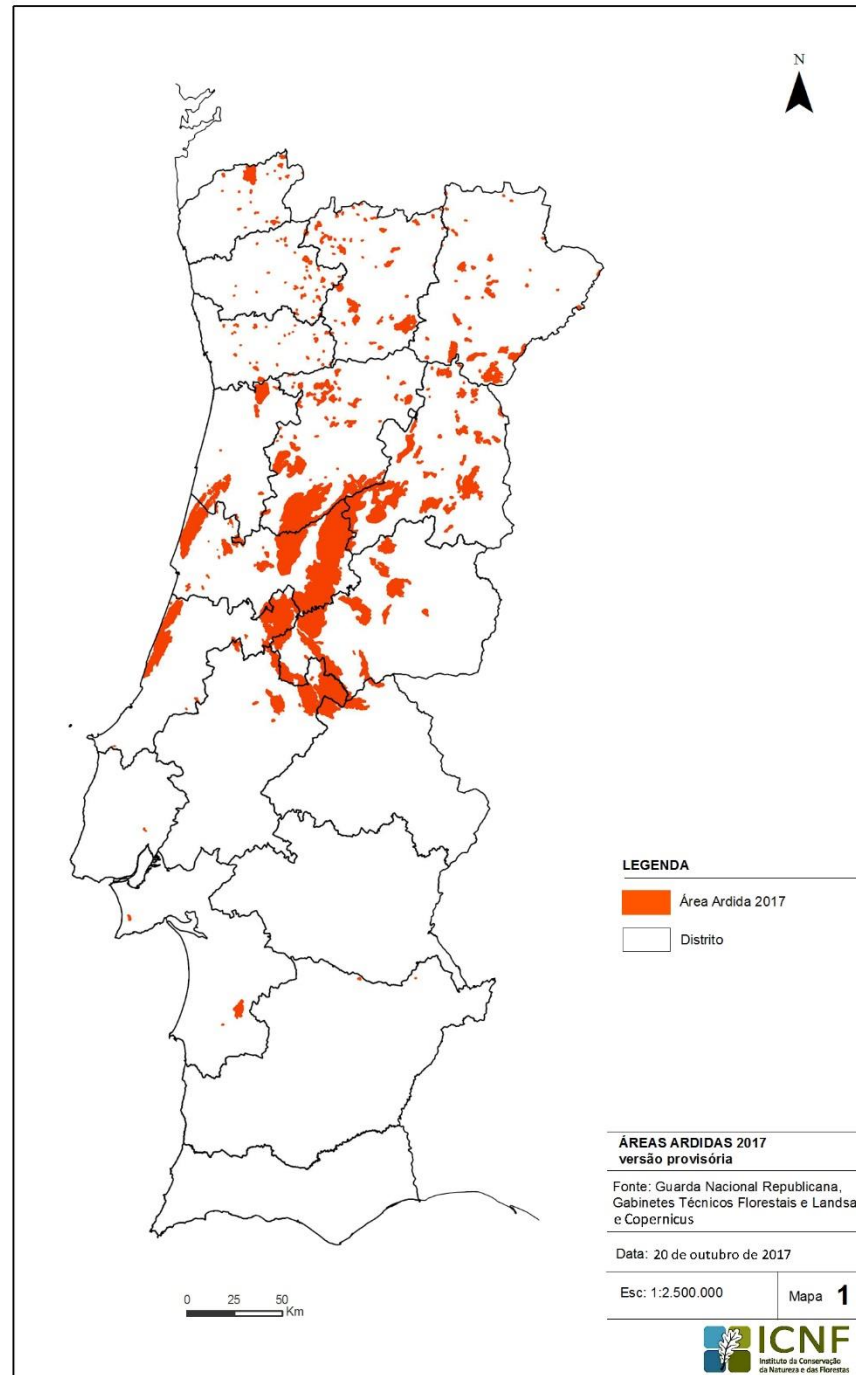 N
LEGENDA
Área Ardida 2017
Distrito
ÁREAS ARDIDAS 2017
versão provisória
Fonte: Guarda Nacional Republicana,
Gabinetes Técnicos Florestais e Landsa
e Copernicus
Data: 20 de outubro de 2017
Esc: 1:2.500.000
Mapa 1
0 25 50
Km
ICNF
Instituto da Conservação
da Natureza e das Florestas